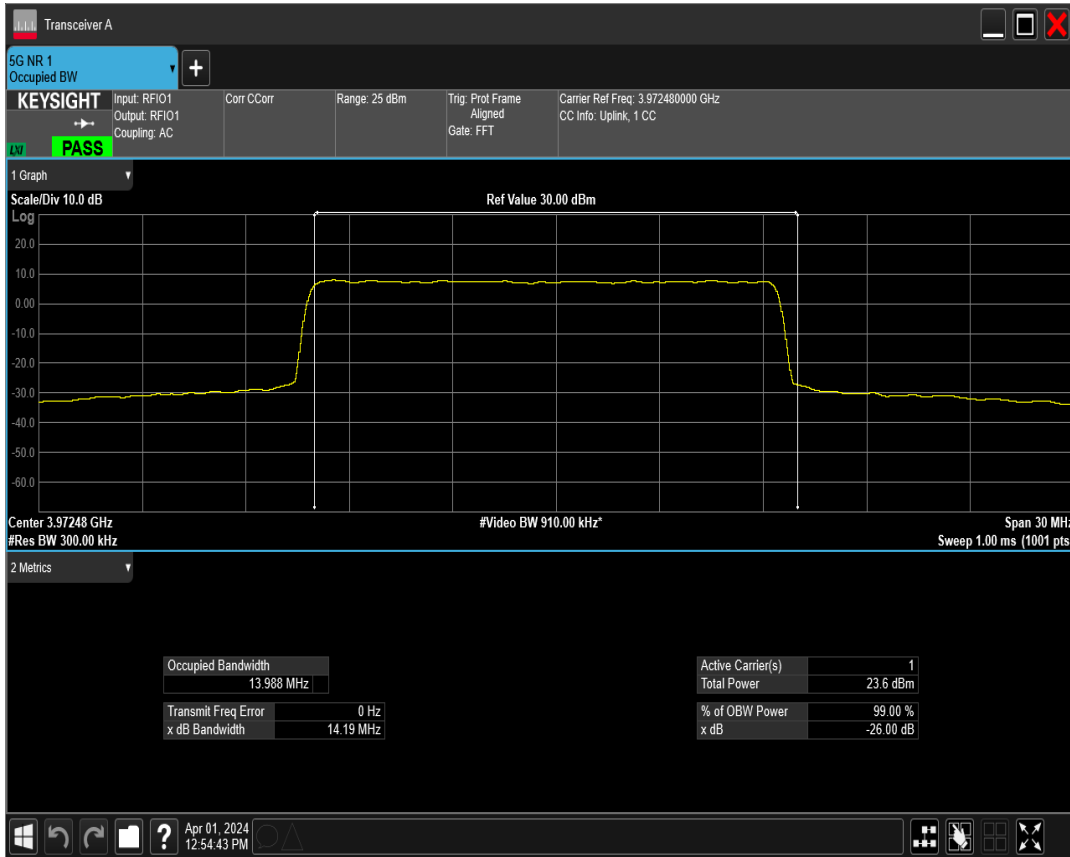 Transceiver A
5G NR 1
Occupied BW
KEYSIGHT
LXI
PASS
Input: RFIO1
Output: RFIO1
Coupling: AC
Corr CCorr
Range: 25 dBm
Trig: Prot Frame
Aligned
Gate: FFT
Carrier Ref Freq: 3.972480000 GHz
CC Info: Uplink, 1 CC
1 Graph
Scale/Div 10.0 dB
Ref Value 30.00 dBm
Log
20.0
10.0
0.00
-10.0
-20.0
-30.0
-40.0
-50.0
-60.0
Center 3.97248 GHz
#Video BW 910.00 kHz*
Span 30 MHz
#Res BW 300.00 kHz
Sweep 1.00 ms (1001 pts
2 Metrics
Occupied Bandwidth
13.988 MHz
Transmit Freq Error 0 Hz
x dB Bandwidth 14.19 MHz
Active Carrier(s) 1
Total Power 23.6 dBm
% of OBW Power 99.00 %
x dB -26.00 dB
?
Apr 01, 2024
12:54:43 PM